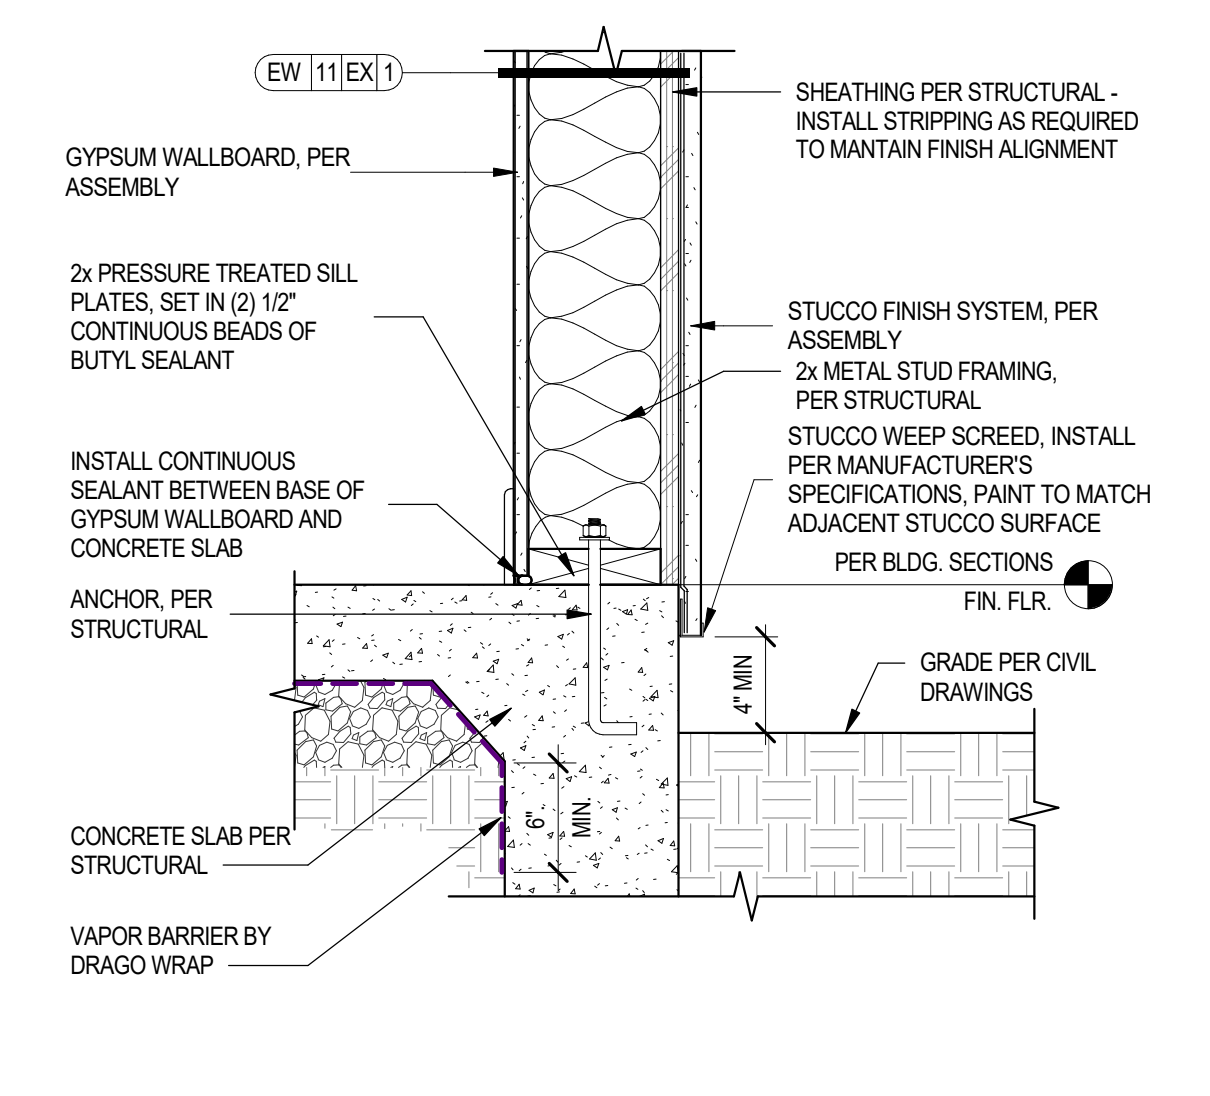 EW 11 EX 1
SHEATHING PER STRUCTURAL -
INSTALL STRIPPING AS REQUIRED
TO MANTAIN FINISH ALIGNMENT
GYPSUM WALLBOARD, PER
ASSEMBLY
2x PRESSURE TREATED SILL
PLATES, SET IN (2) 1/2"
CONTINUOUS BEADS OF
BUTYL SEALANT
STUCCO FINISH SYSTEM, PER
ASSEMBLY
2x METAL STUD FRAMING,
PER STRUCTURAL
STUCCO WEEP SCREED, INSTALL
PER MANUFACTURER'S
SPECIFICATIONS, PAINT TO MATCH
ADJACENT STUCCO SURFACE
INSTALL CONTINUOUS
SEALANT BETWEEN BASE OF
GYPSUM WALLBOARD AND
CONCRETE SLAB
PER BLDG. SECTIONS
FIN. FLR.
ANCHOR, PER
STRUCTURAL
4" MIN
GRADE PER CIVIL
DRAWINGS
6"
MIN.
CONCRETE SLAB PER
STRUCTURAL
VAPOR BARRIER BY
DRAGO WRAP